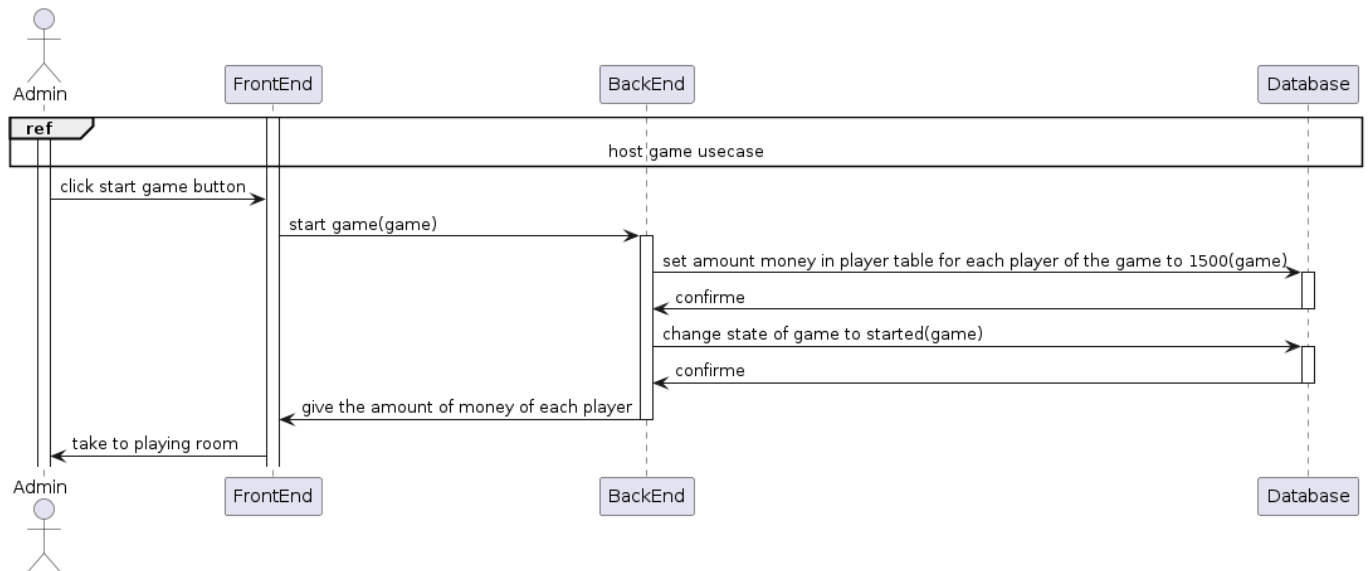 Admin
FrontEnd
BackEnd
Database
ref
host game usecase
click start game button
start game(game)
set amount money in player table for each player of the game to 1500(game)
confirme
change state of game to started(game)
confirme
give the amount of money of each player
take to playing room
Admin
FrontEnd
BackEnd
Database